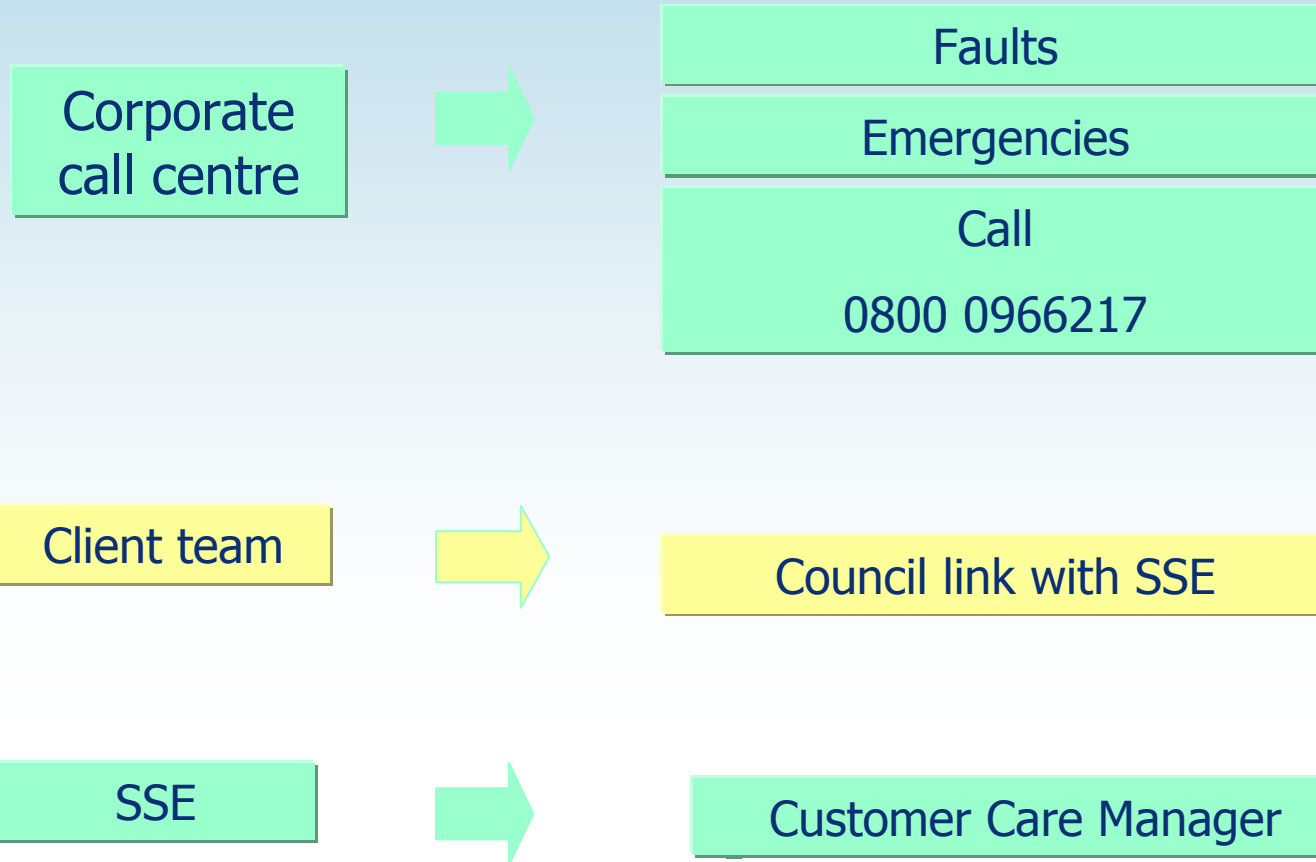 Corporate
call centre
Faults
Emergencies
Call
0800 0966217
Client team
Council link with SSE
SSE
Customer Care Manager